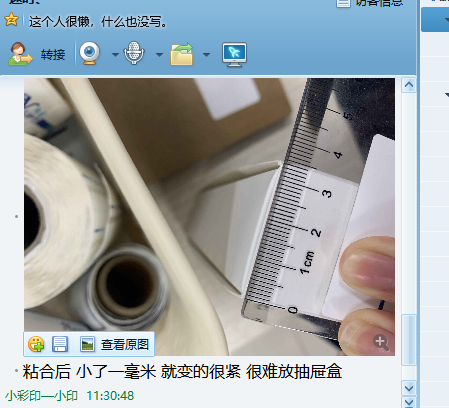 这个人很懒，什么也没写。
访客信息
转接
5
4
3
2
1cm
0
查看原图
粘合后 小了一毫米 就变的很紧 很难放抽屉盒
小彩印—小印 11:30:48